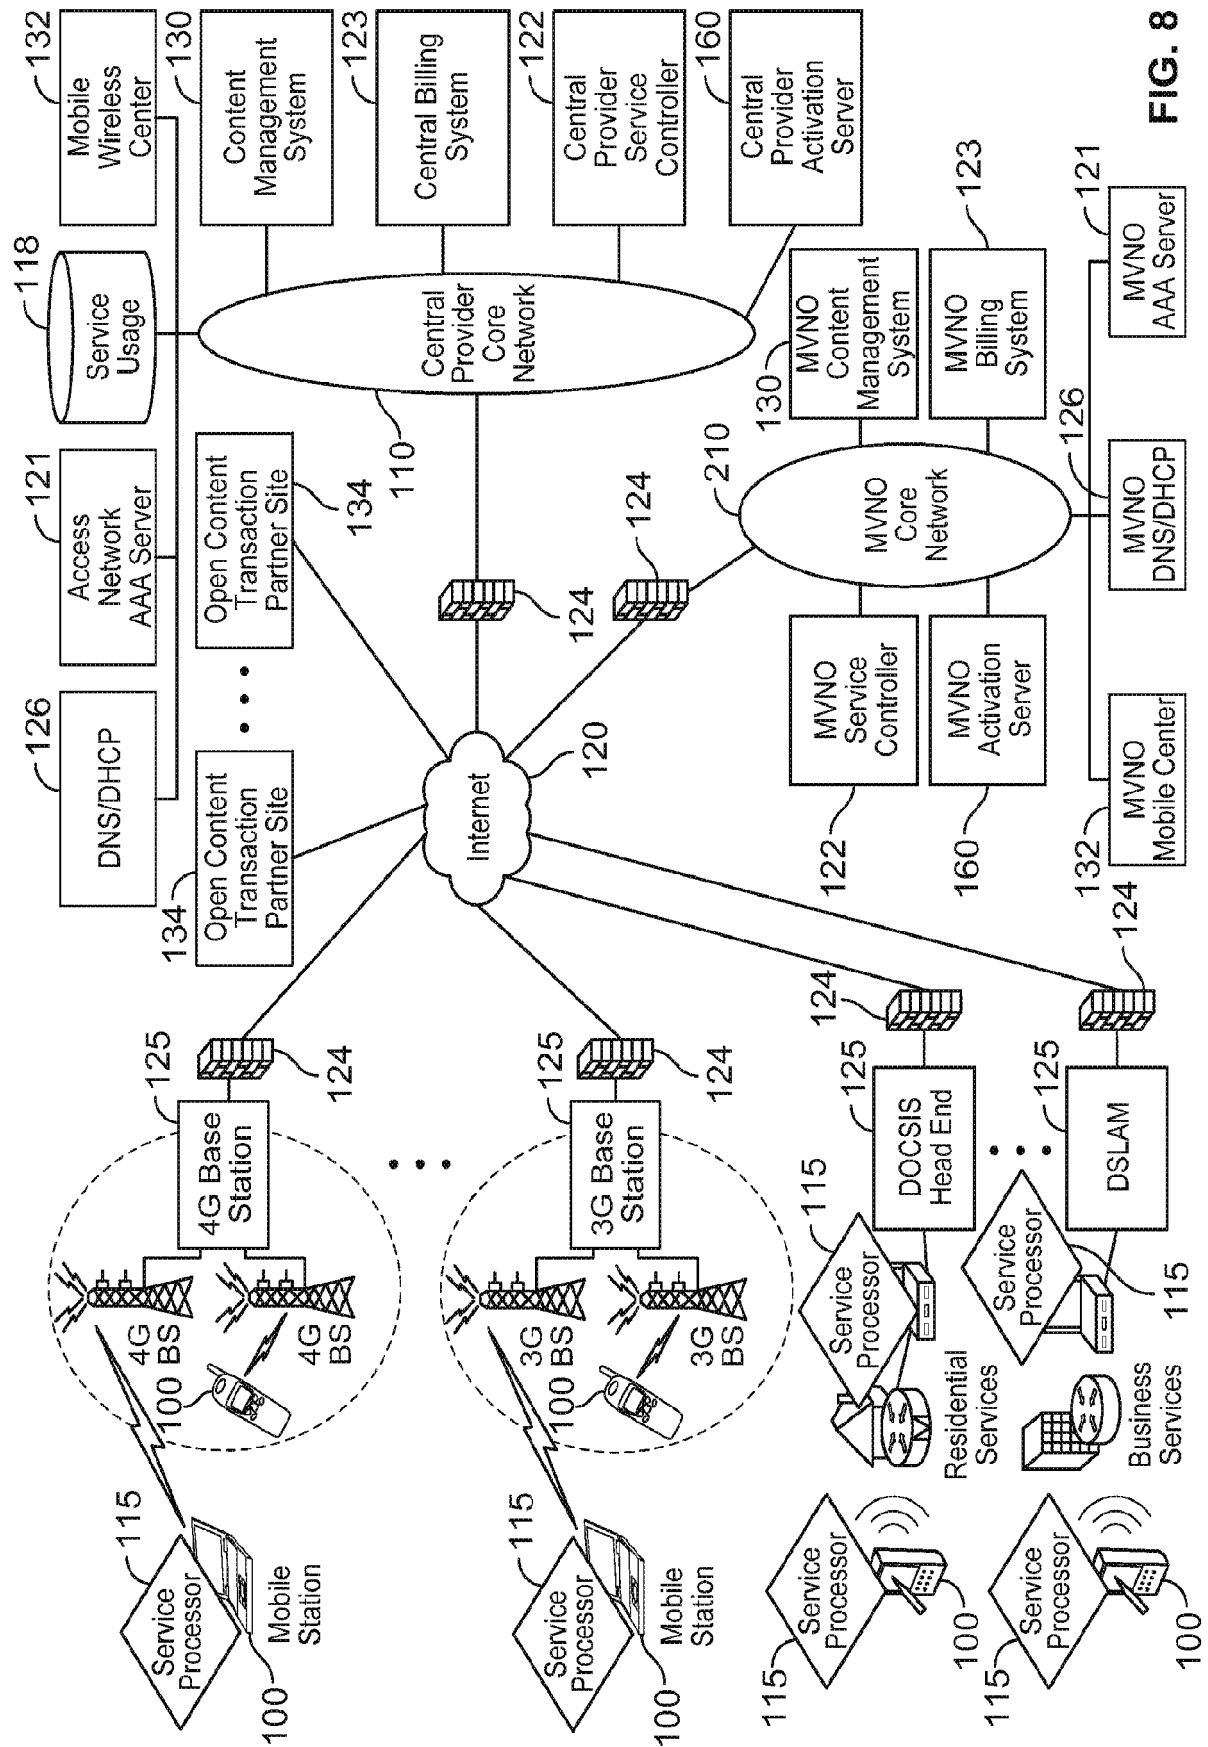 132
Mobile
Wireless
Center
130
Content
Management
System
123
Central Billing
System
122
Central
Provider
Service
Controller
160
Central
Provider
Activation
Server
118
Service
Usage
121
Access
Network
AAA Server
126
DNS/DHCP
Central
Provider
Core
Network
110
Open Content
Transaction
Partner Site
134
Open Content
Transaction
Partner Site
134
124
124
Internet
120
210
MVNO
Core
Network
130
MVNO
Content
Management
System
123
MVNO
Billing
System
MVNO
Service
Controller
122
MVNO
Activation
Server
160
121
MVNO
AAA Server
126
MVNO
DNS/DHCP
132
MVNO
Mobile Center
125
4G Base
Station
124
4G
BS
4G
BS
100
115
Service
Processor
Mobile
Station
100
125
3G Base
Station
124
3G
BS
3G
BS
100
115
Service
Processor
Mobile
Station
100
124
125
DOCSIS
Head End
115
Service
Processor
Residential
Services
Service
Processor
115
100
124
125
DSLAM
Service
Processor
115
Business
Services
Service
Processor
115
100
FIG. 8